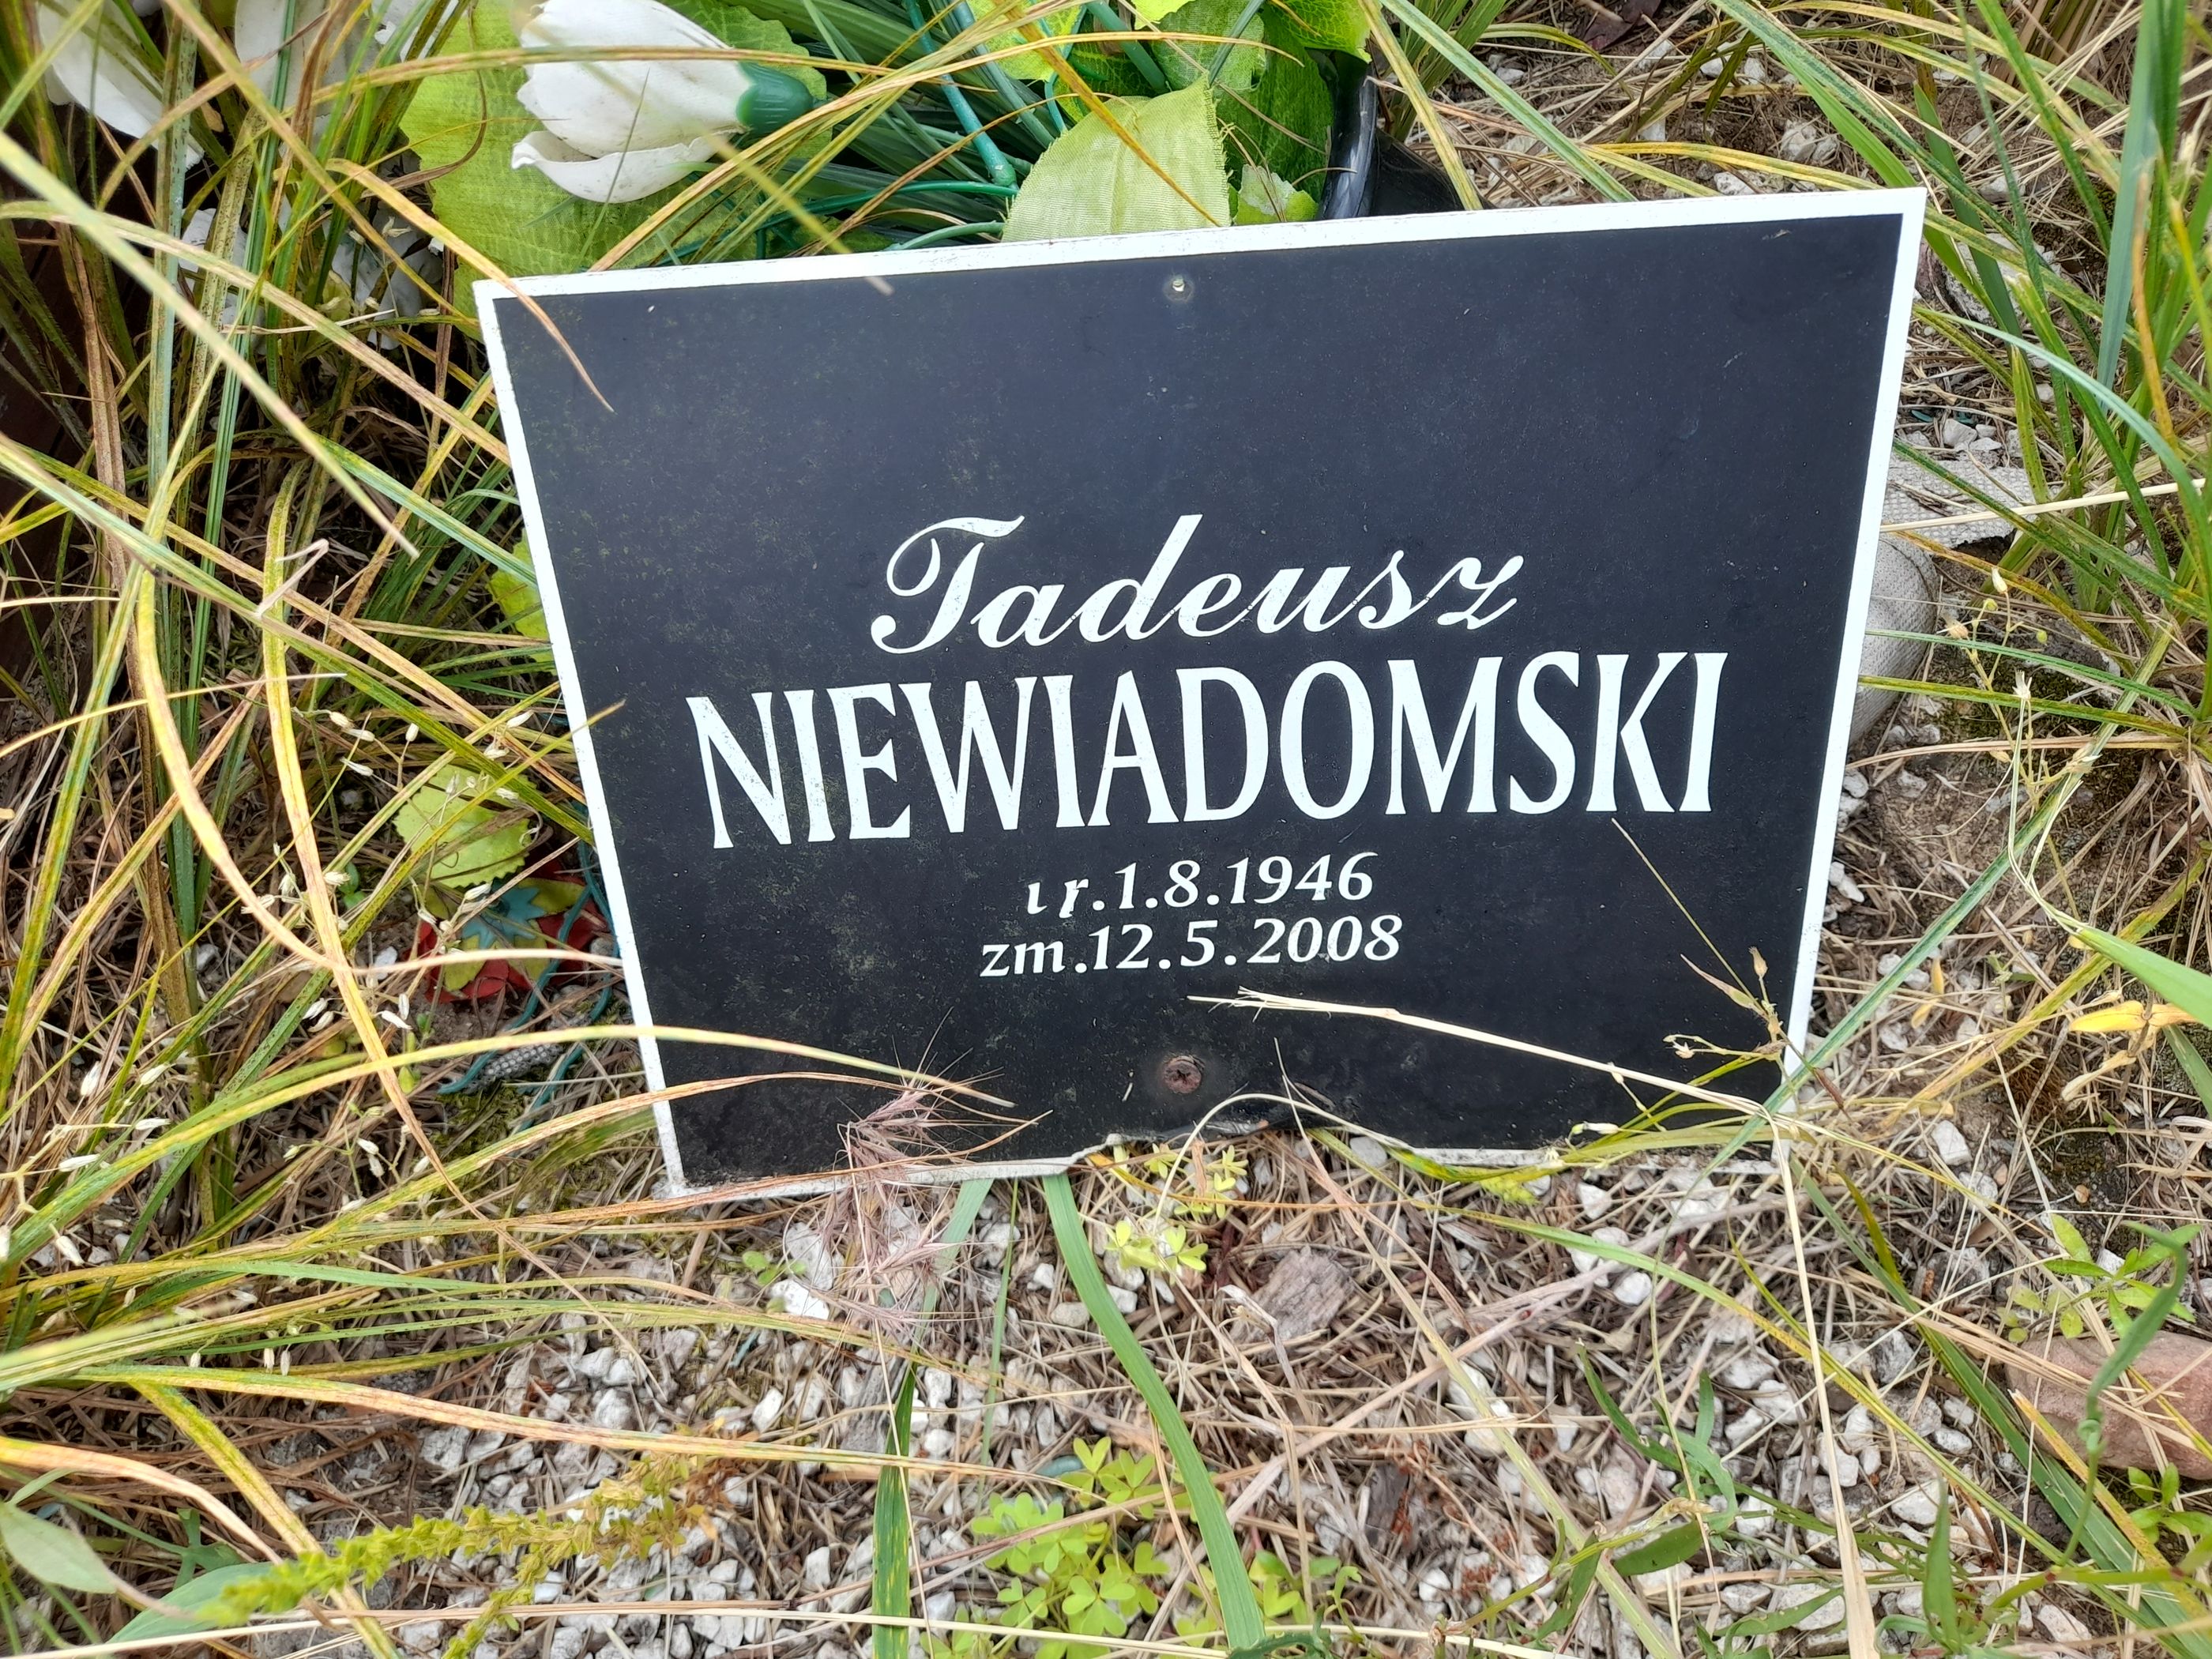 Tadeusz
NIEWIADOMSKI
ur.1.8.1946
zm.12.5.2008